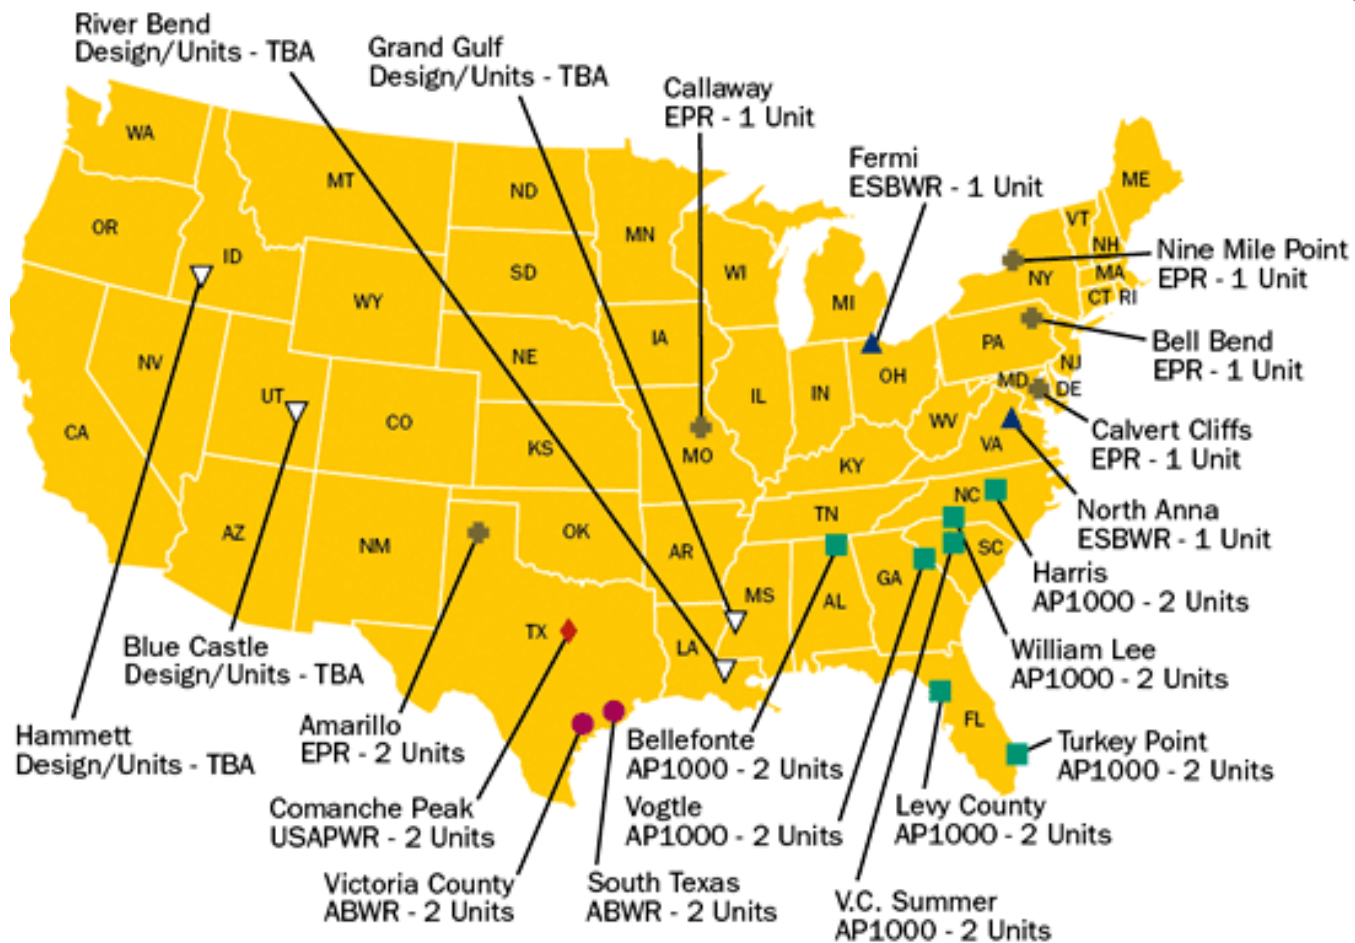 River Bend
Design/Units - TBA
Grand Gulf
Design/Units - TBA
Callaway
EPR - 1 Unit
Fermi
ESBWR - 1 Unit
Nine Mile Point
EPR - 1 Unit
Bell Bend
EPR - 1 Unit
Calvert Cliffs
EPR - 1 Unit
North Anna
ESBWR - 1 Unit
Harris
AP1000 - 2 Units
William Lee
AP1000 - 2 Units
Turkey Point
AP1000 - 2 Units
Levy County
AP1000 - 2 Units
V.C. Summer
AP1000 - 2 Units
Bellefonte
AP1000 - 2 Units
Vogtle
AP1000 - 2 Units
South Texas
ABWR - 2 Units
Victoria County
ABWR - 2 Units
Comanche Peak
USAPWR - 2 Units
Amarillo
EPR - 2 Units
Blue Castle
Design/Units - TBA
Hammett
Design/Units - TBA
WA
MT
ND
MN
ME
VT
NH
OR
ID
SD
WI
MI
NY
MA
CT
RI
WY
IA
NE
PA
NJ
NV
UT
CO
IL
IN
OH
MD
DE
WV
VA
CA
KS
MO
KY
NC
TN
AZ
NM
OK
AR
SC
GA
MS
AL
TX
LA
FL